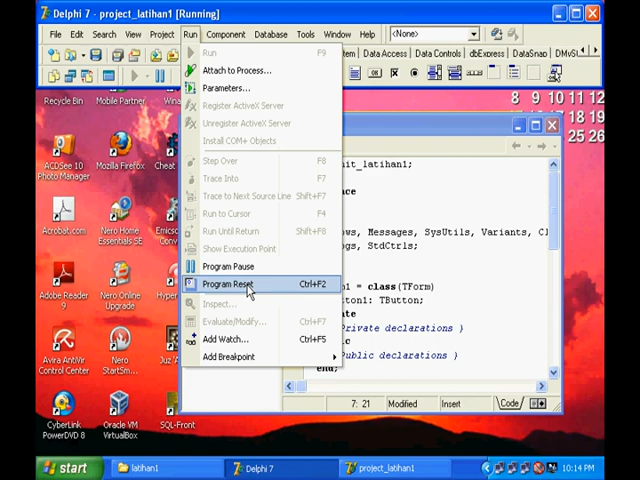 Delphi 7 - project_latihan1 [Running]
File Edit Search View Project Run Component Database Tools Window Help <None>
Data Access Data Controls dbExpress DataSnap
Run F9
Attach to Process...
Parameters...
Register ActiveX Server
Unregister ActiveX Server
Install COM+ Objects
Step Over F8
Trace Into F7
Trace to Next Source Line Shift+F7
Run to Cursor F4
Run Until Return Shift+F8
Show Execution Point
Program Pause
Program Reset Ctrl+F2
Inspect...
Evaluate/Modify... Ctrl+F7
Add Watch... Ctrl+F5
Add Breakpoint
Recycle Bin Mobile Partner
ACDSee 10 Photo Manager
Mozilla Firefox
Cheat
Acrobat.com
Nero Home Essentials SE
Adobe Reader 9
Nero Online Upgrade
Avira AntiVir Control Center
Nero StartSm...
Juz
CyberLink PowerDVD 8
Oracle VM VirtualBox
SQL-Front
8 9 10 11 12
17 18 19
25 26
nit_latihan1;
ce
ws, Messages, SysUtils, Variants, Cl
gs, StdCtrls;
n1 = class(TForm)
ton1: TButton;
ate
Private declarations }
ic
Public declarations }
end;
7: 21 Modified Insert Code
start latihan1 Delphi 7 project_latihan1 10:14 PM